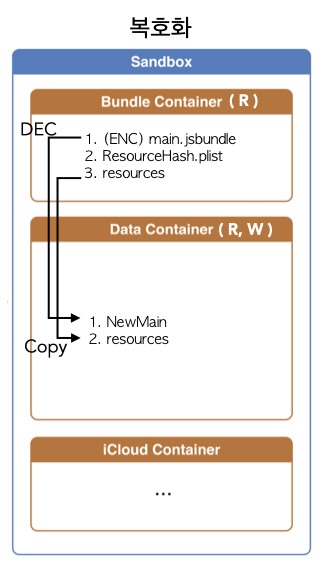 복호화
Sandbox
Bundle Container ( R )
DEC
1. (ENC) main.jsbundle
2. ResourceHash.plist
3. resources
Data Container ( R, W )
1. NewMain
2. resources
Copy
iCloud Container
...